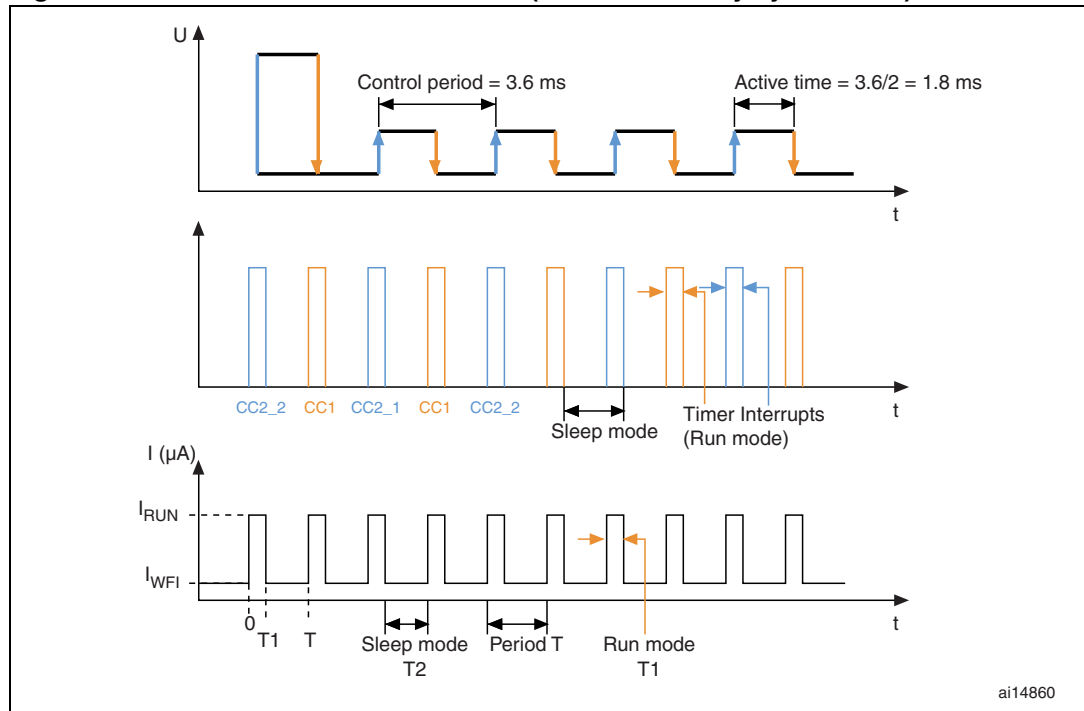 U
Control period = 3.6 ms
Active time = 3.6/2 = 1.8 ms
t
CC2_2 CC1 CC2_1 CC1 CC2_2
Sleep mode
Timer Interrupts
(Run mode)
t
I (µA)
IRUN
IWFI
0
T1
T
Sleep mode
T2
Period T
Run mode
T1
t
ai14860